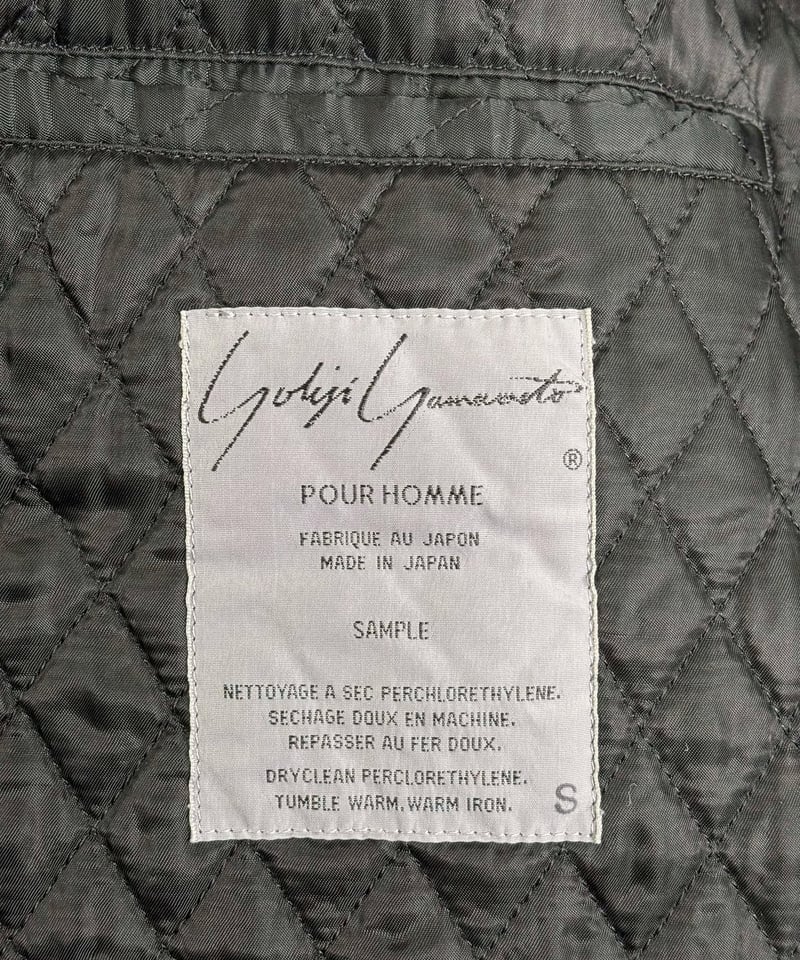 Yohji Yamamoto
®
POUR HOMME
FABRIQUE AU JAPON
MADE IN JAPAN
SAMPLE
NETTOYAGE A SEC PERCHLORETHYLENE.
SECHAGE DOUX EN MACHINE.
REPASSER AU FER DOUX.
DRYCLEAN PERCLORETHYLENE.
TUMBLE WARM. WARM IRON.
S